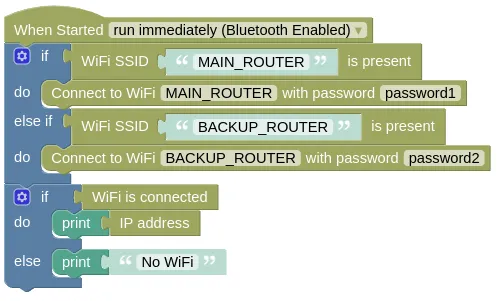 When Started run immediately (Bluetooth Enabled) ▾
if WiFi SSID “ MAIN_ROUTER ” is present
do Connect to WiFi MAIN_ROUTER with password password1
else if WiFi SSID “ BACKUP_ROUTER ” is present
do Connect to WiFi BACKUP_ROUTER with password password2
if WiFi is connected
do print IP address
else print “ No WiFi ”